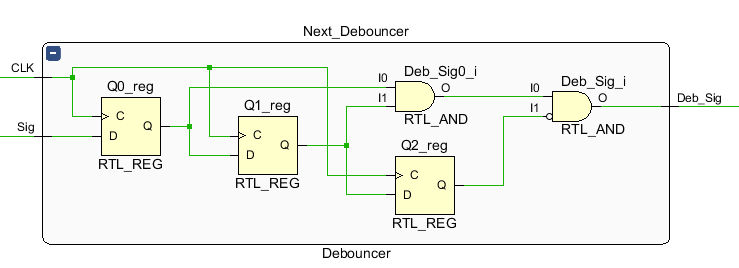 Next_Debouncer
CLK
Sig
Q0_reg
C
D
Q
RTL_REG
Q1_reg
C
D
Q
RTL_REG
Deb_Sig0_i
I0
I1
O
RTL_AND
Q2_reg
C
D
Q
RTL_REG
Deb_Sig_i
I0
I1
O
RTL_AND
Deb_Sig
Debouncer